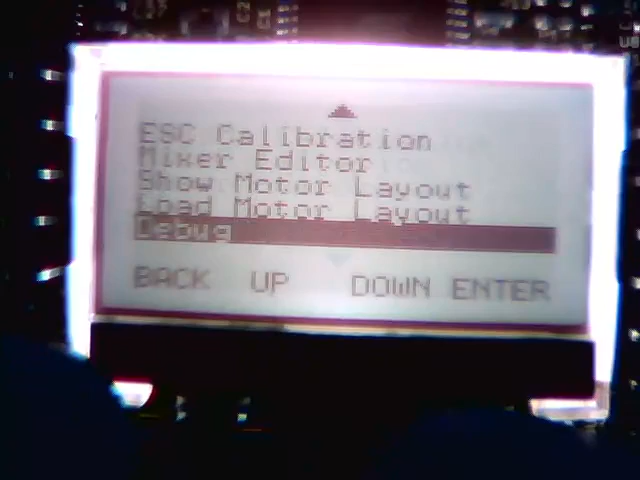 ESC Calibration
Mixer Editor
Show Motor Layout
Load Motor Layout
Debug
BACK UP DOWN ENTER